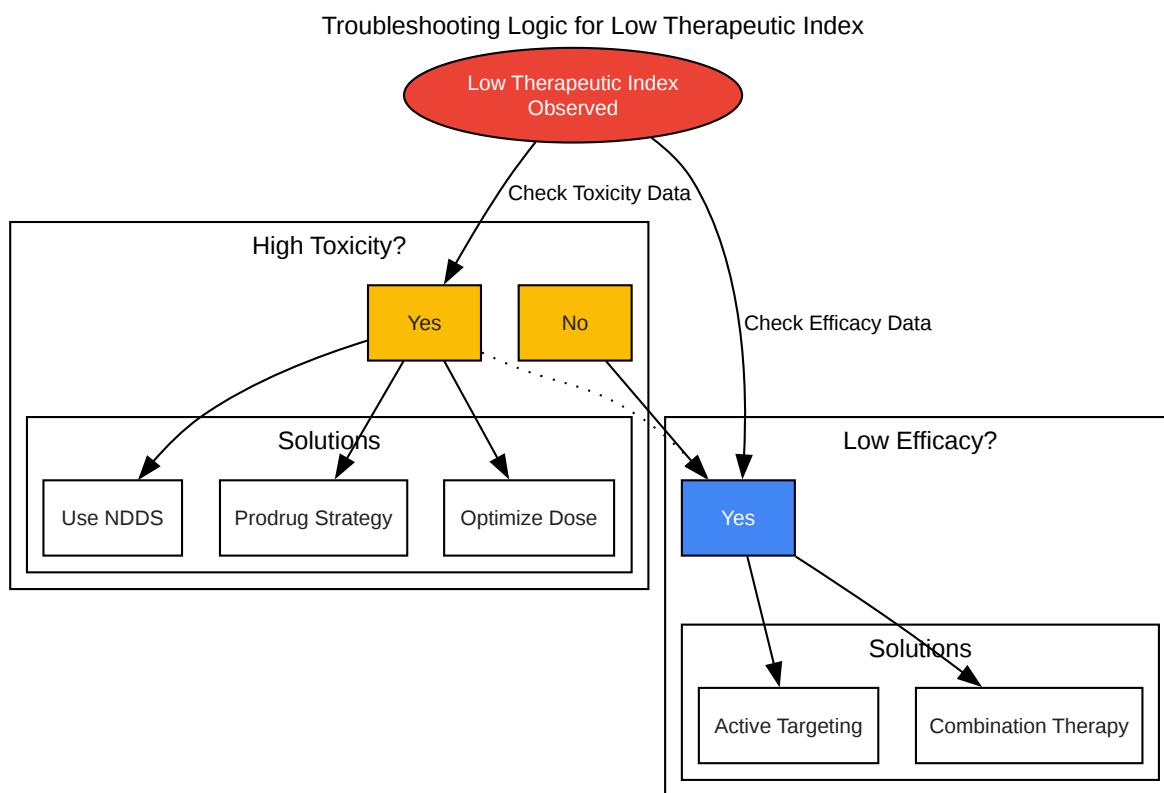 Troubleshooting Logic for Low Therapeutic Index
Low Therapeutic Index
Observed
Check Toxicity Data
High Toxicity?
Yes
No
Check Efficacy Data
Solutions
Use NDDS
Prodrug Strategy
Optimize Dose
Low Efficacy?
Yes
Solutions
Active Targeting
Combination Therapy